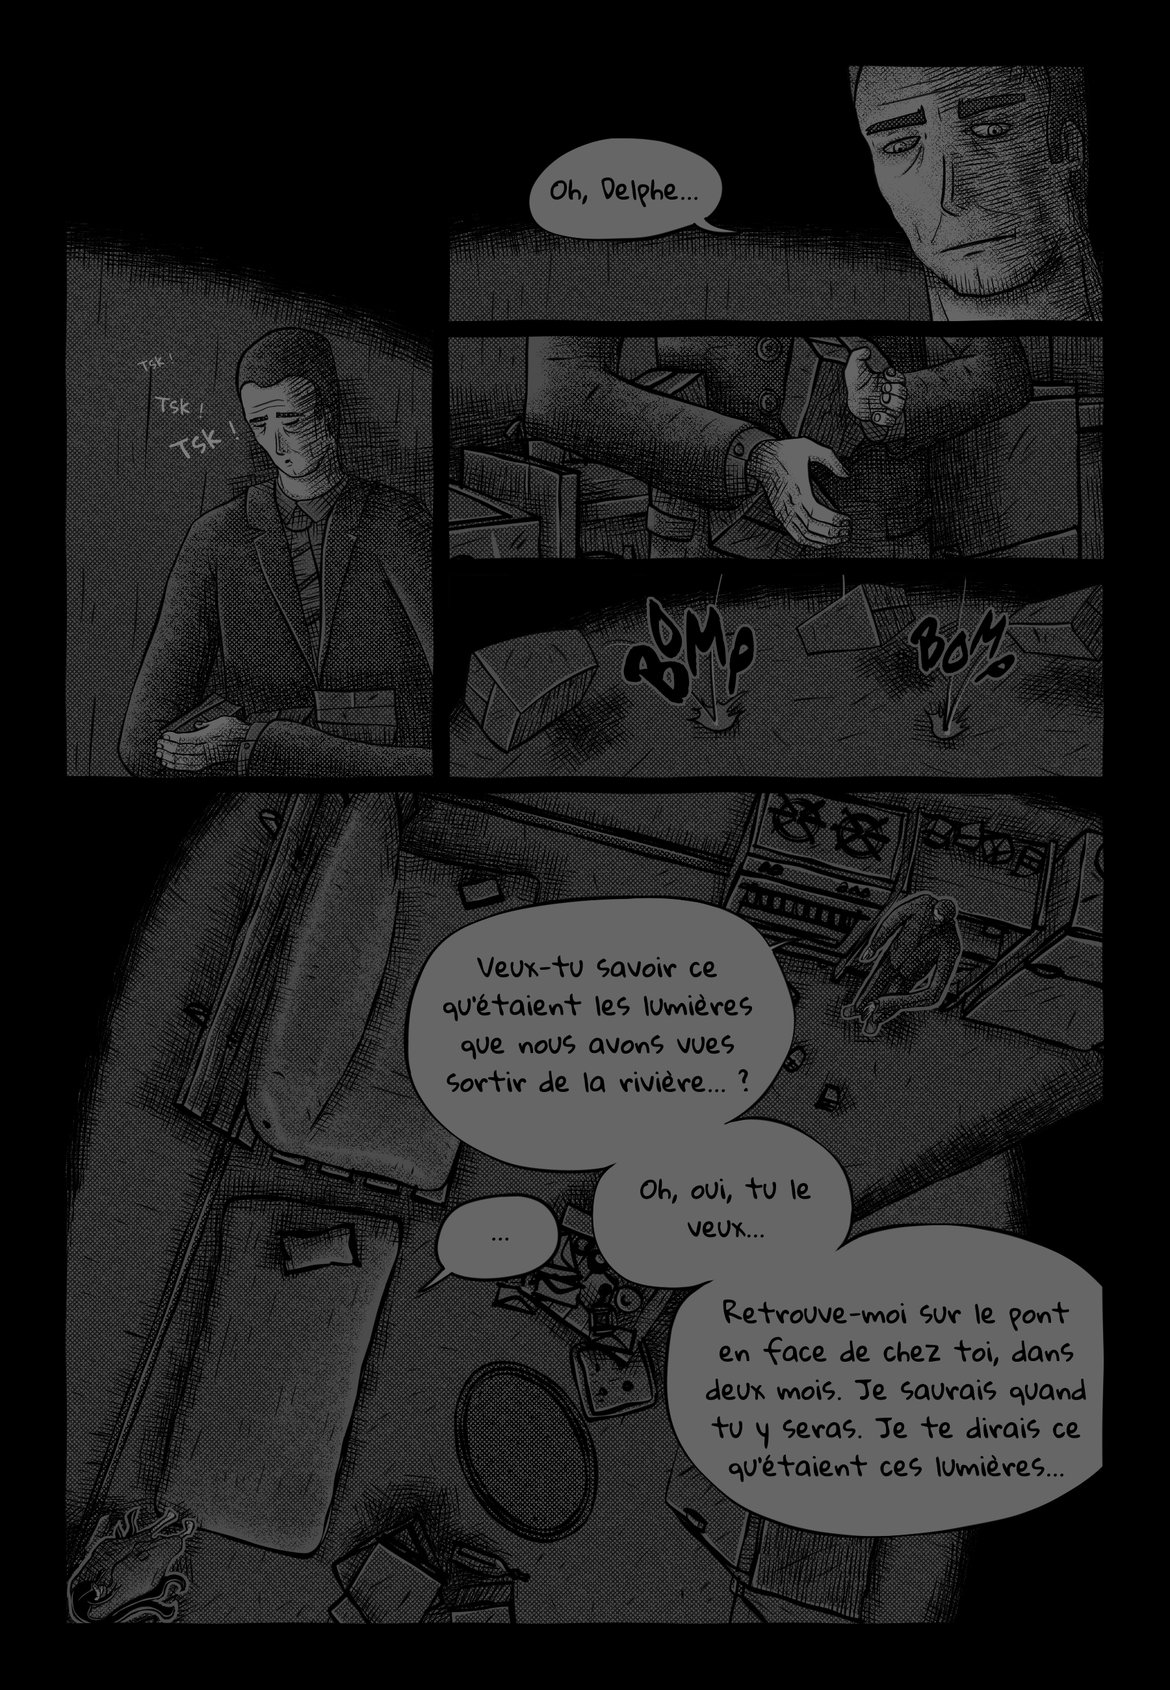 Tsk !
Tsk !
Tsk !
Oh, Delphe...
BOMP
BOMP
Veux-tu savoir ce
qu'étaient les lumières
que nous avons vues
sortir de la rivière... ?
Oh, oui, tu le
veux...
...
Retrouve-moi sur le pont
en face de chez toi, dans
deux mois. Je saurais quand
tu y seras. Je te dirais ce
qu'étaient ces lumières...